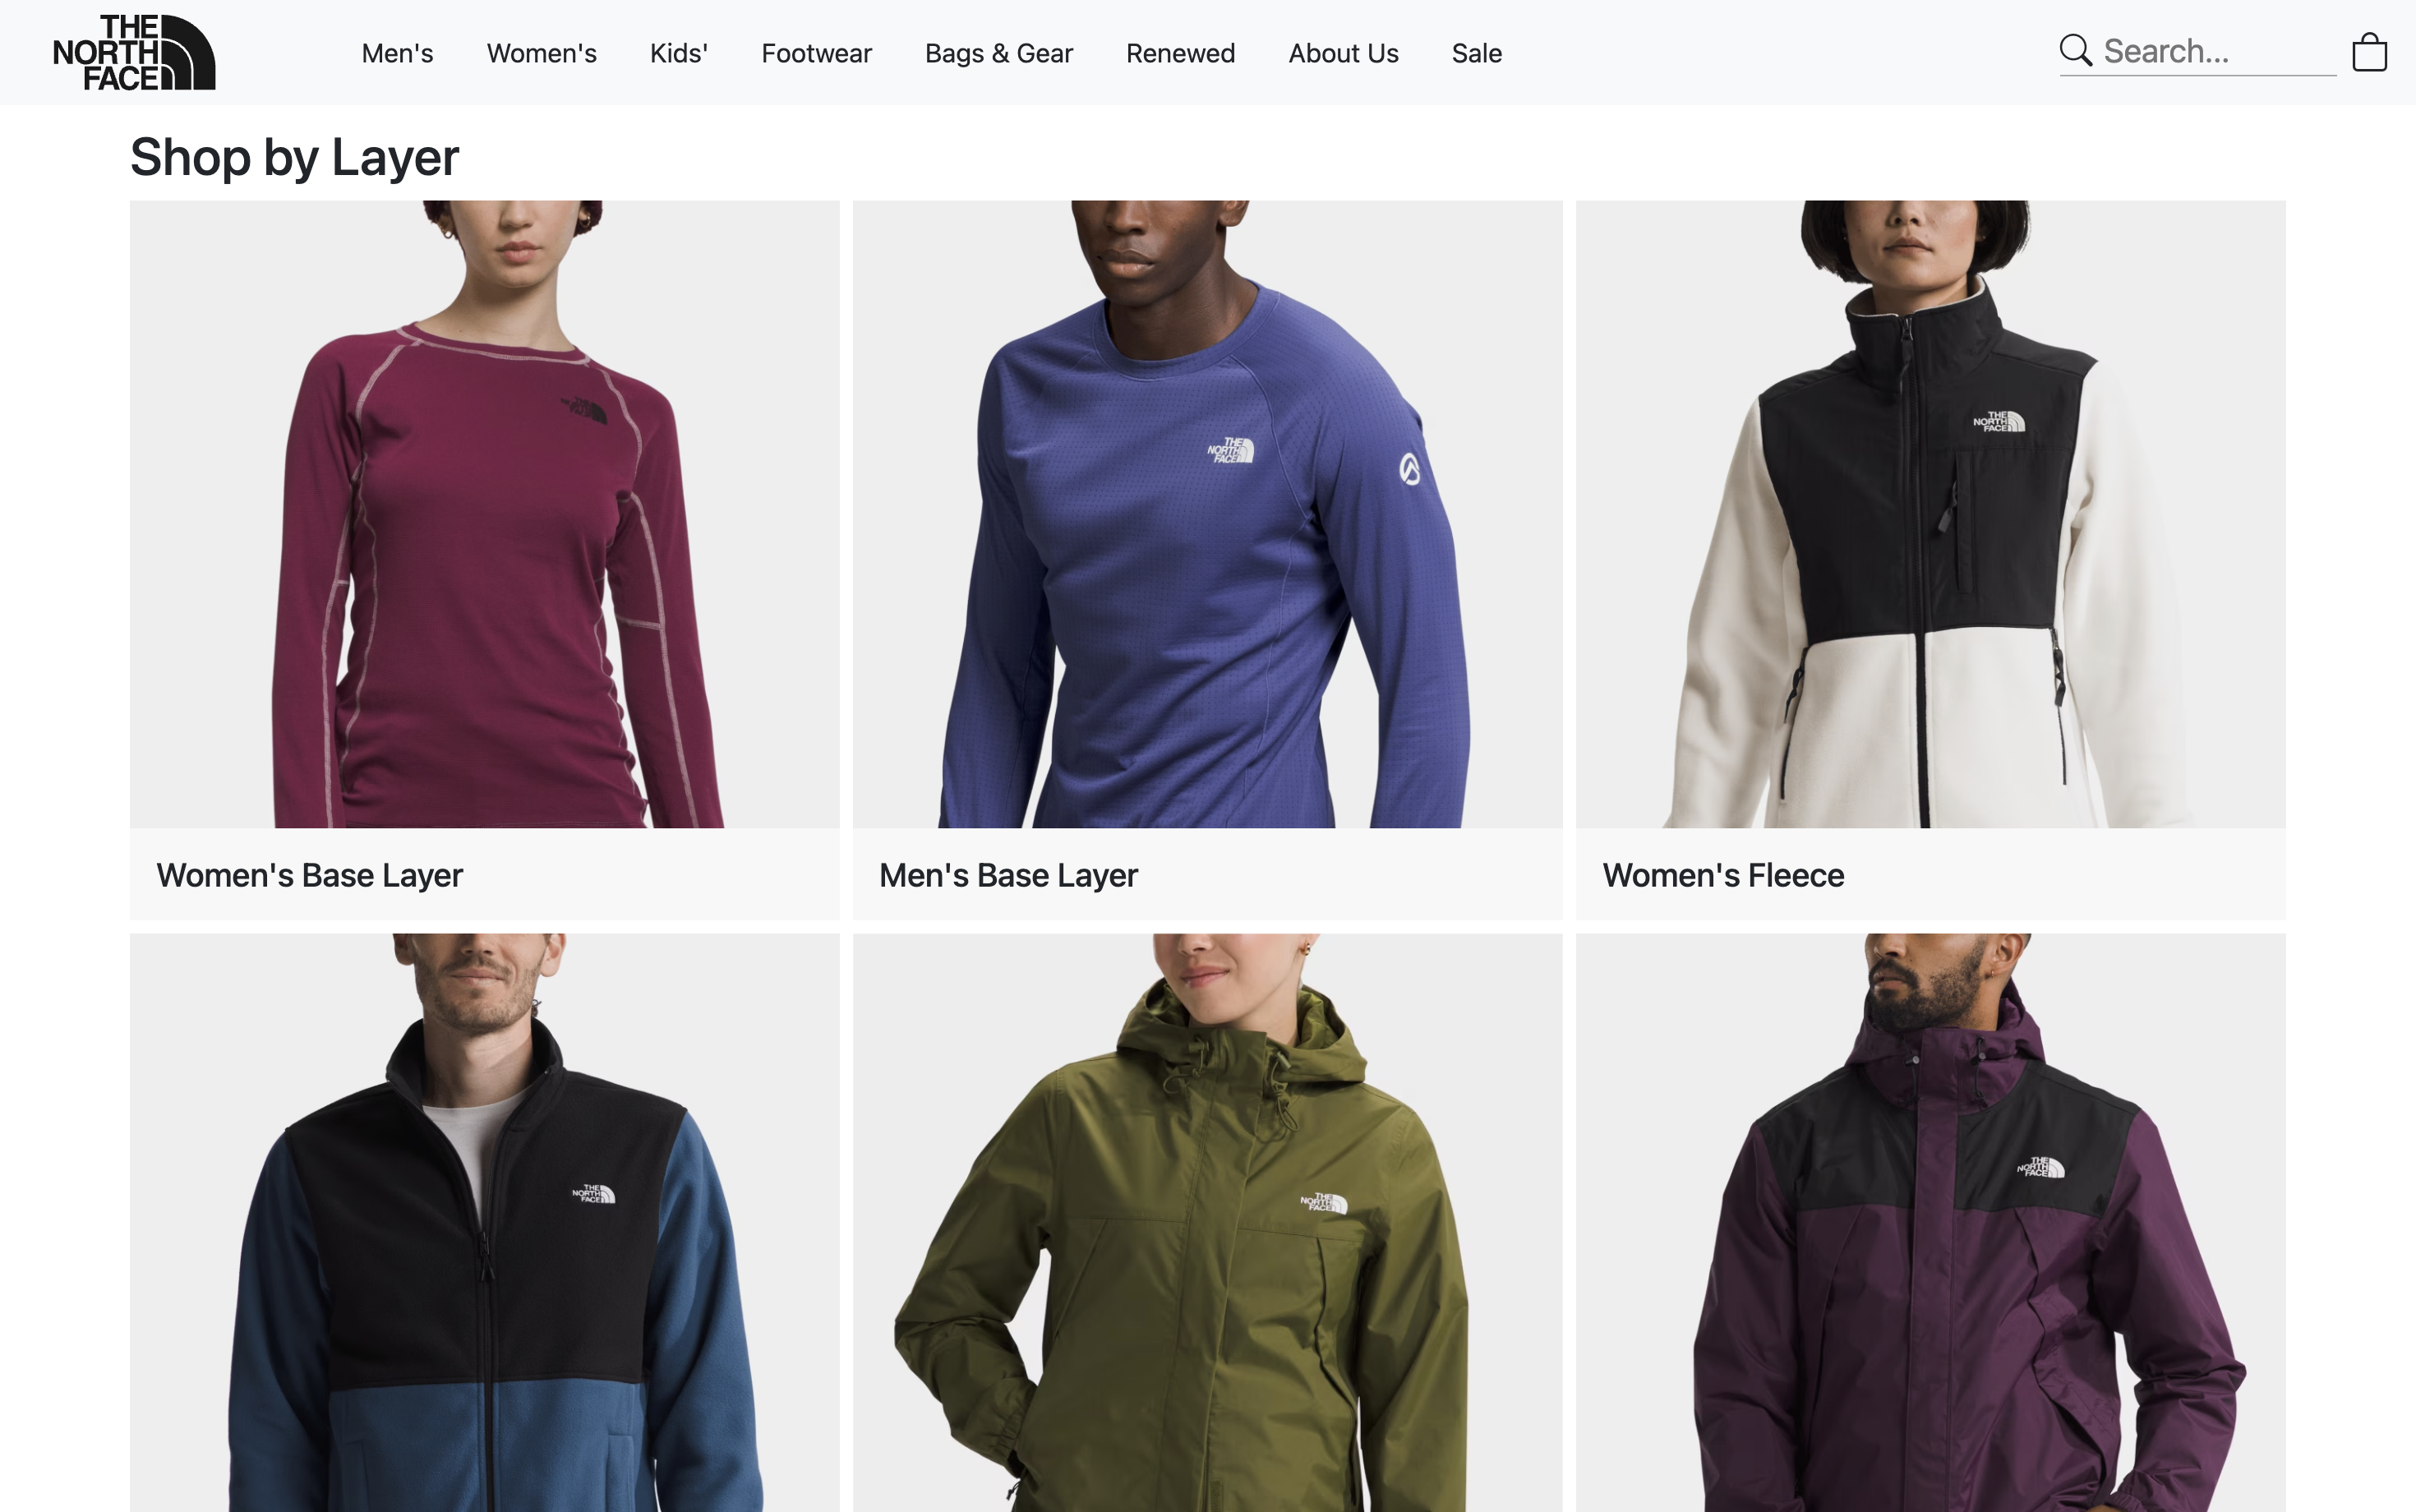 THE
NORTH
FACE
Men's Women's Kids' Footwear Bags & Gear Renewed About Us Sale
Search...
Shop by Layer
THE
NORTH
FACE
THE
NORTH
FACE
THE
NORTH
FACE
Women's Base Layer
Men's Base Layer
Women's Fleece
THE
NORTH
FACE
THE
NORTH
FACE
THE
NORTH
FACE